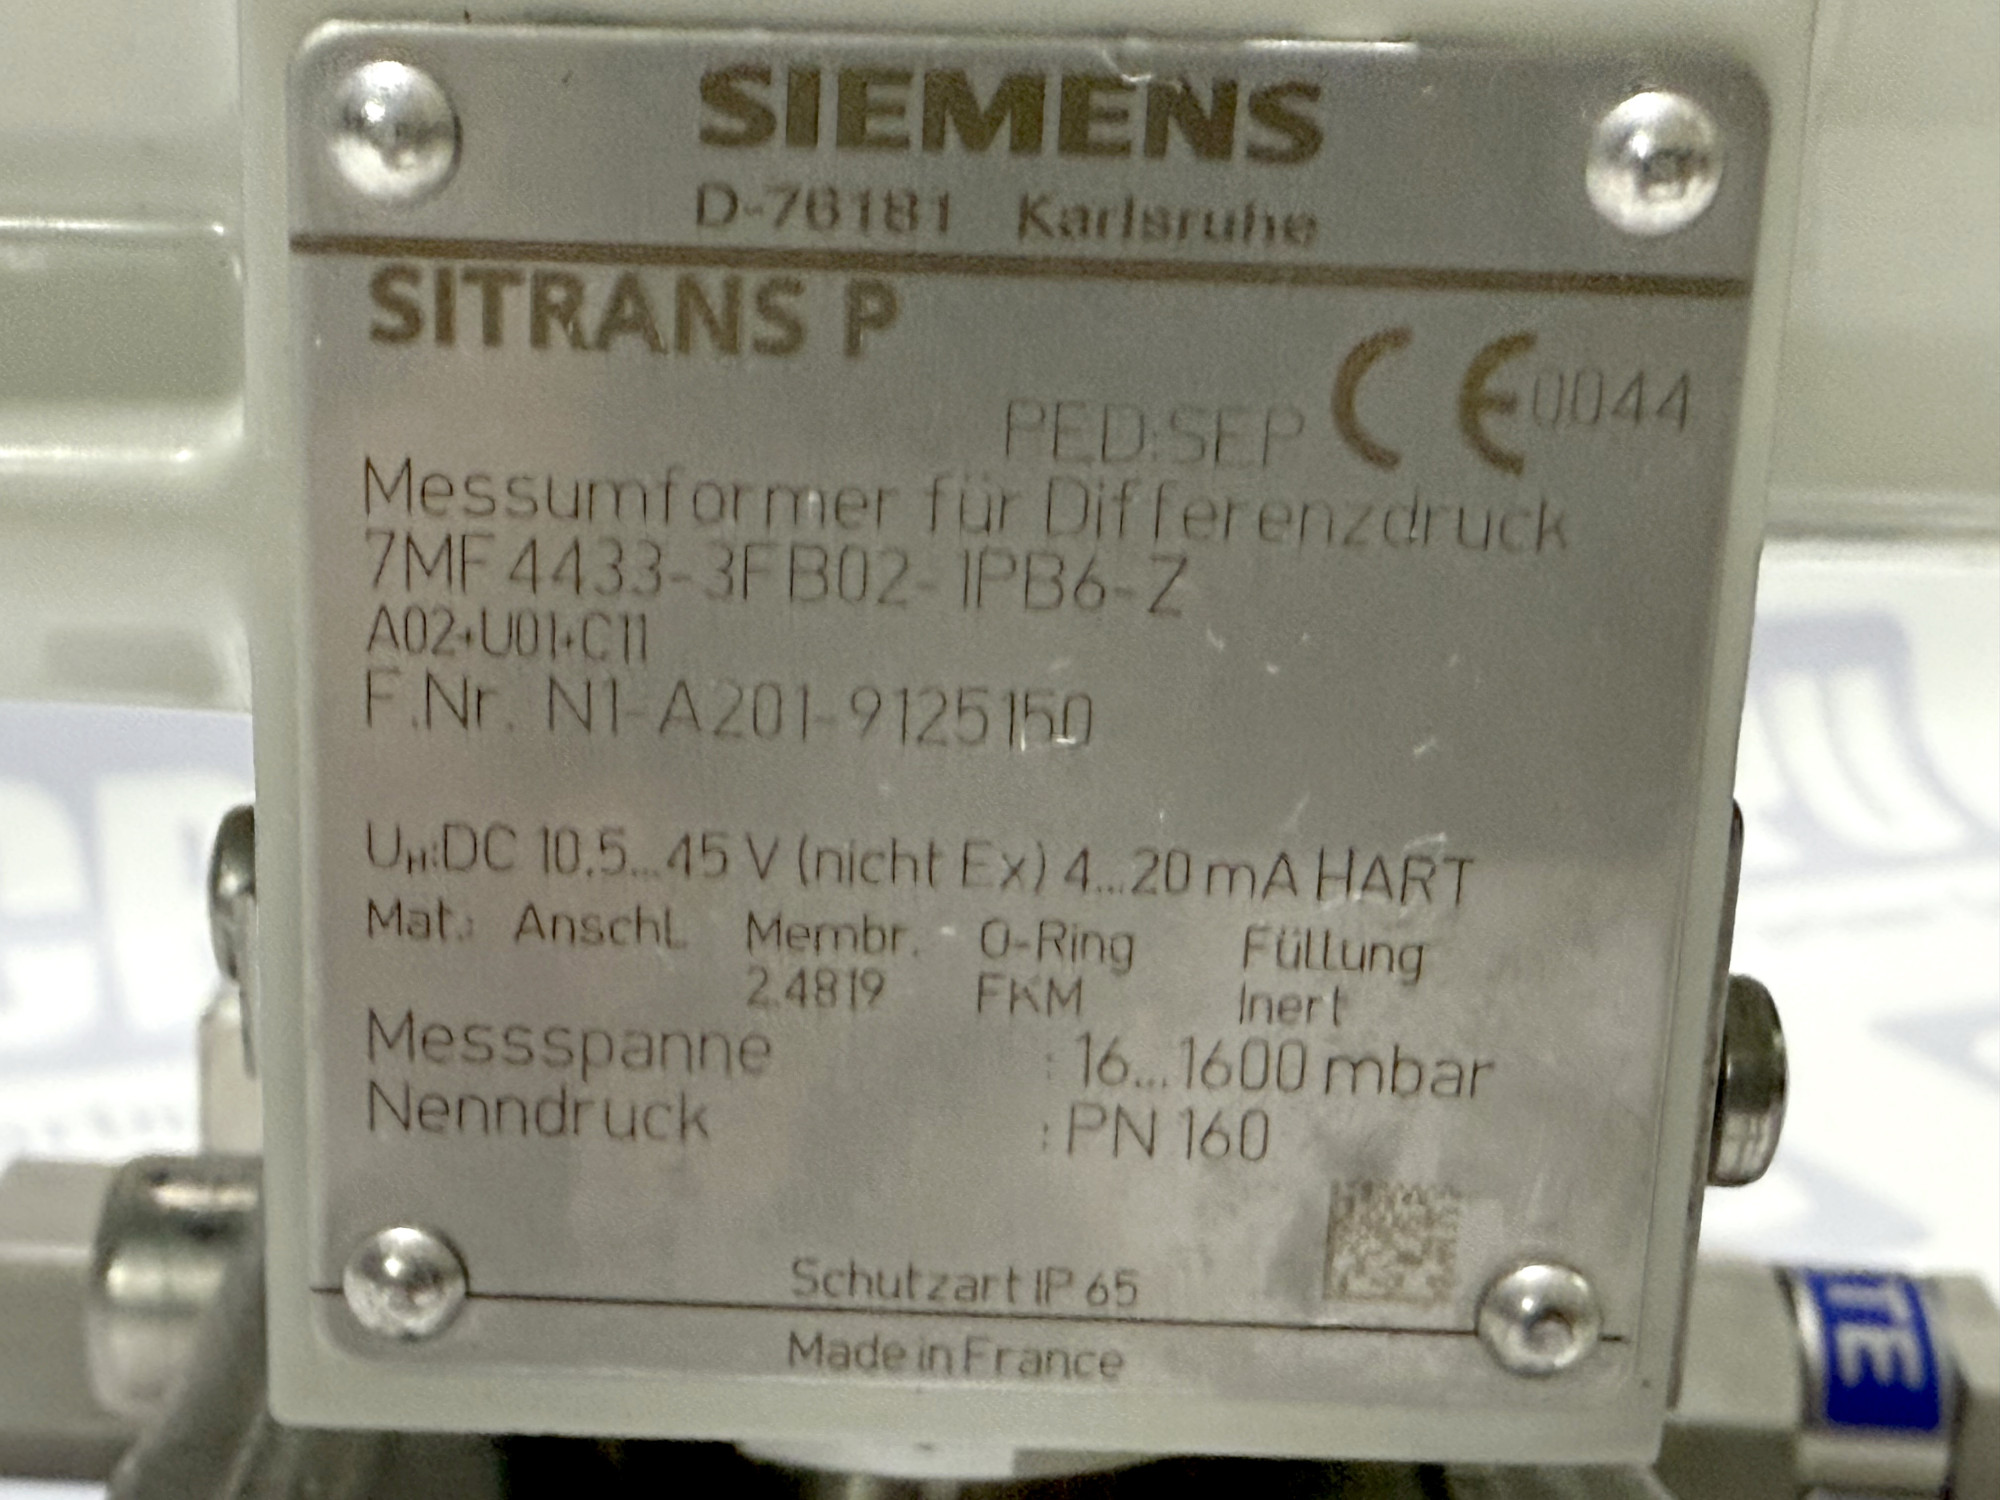 SIEMENS
D-76181 Karlsruhe
SITRANS P
PED:SEP CE 0044
Messumformer für Differenzdruck
7MF4433-3FB02-1PB6-Z
A02+U01+C11
F.Nr. N1-A201-9125150
UH:DC 10,5...45 V (nicht Ex) 4...20 mA HART
Mat.: Anschl. Membr. O-Ring Füllung
2.4819 FKM Inert
Messspanne : 16...1600 mbar
Nenndruck : PN 160
Schutzart IP 65
Made in France